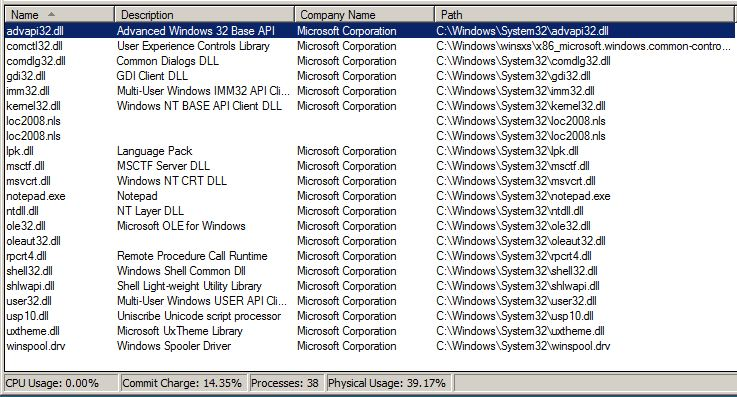 Name Description Company Name Path
advapi32.dll Advanced Windows 32 Base API Microsoft Corporation C:\Windows\System32\advapi32.dll
comctl32.dll User Experience Controls Library Microsoft Corporation C:\Windows\winsxs\x86_microsoft.windows.common-contro...
comdlg32.dll Common Dialogs DLL Microsoft Corporation C:\Windows\System32\comdlg32.dll
gdi32.dll GDI Client DLL Microsoft Corporation C:\Windows\System32\gdi32.dll
imm32.dll Multi-User Windows IMM32 API Cli... Microsoft Corporation C:\Windows\System32\imm32.dll
kernel32.dll Windows NT BASE API Client DLL Microsoft Corporation C:\Windows\System32\kernel32.dll
loc2008.nls C:\Windows\System32\loc2008.nls
loc2008.nls C:\Windows\System32\loc2008.nls
lpk.dll Language Pack Microsoft Corporation C:\Windows\System32\lpk.dll
msctf.dll MSCTF Server DLL Microsoft Corporation C:\Windows\System32\msctf.dll
msvcrt.dll Windows NT CRT DLL Microsoft Corporation C:\Windows\System32\msvcrt.dll
notepad.exe Notepad Microsoft Corporation C:\Windows\System32\notepad.exe
ntdll.dll NT Layer DLL Microsoft Corporation C:\Windows\System32\ntdll.dll
ole32.dll Microsoft OLE for Windows Microsoft Corporation C:\Windows\System32\ole32.dll
oleaut32.dll Microsoft Corporation C:\Windows\System32\oleaut32.dll
rpcrt4.dll Remote Procedure Call Runtime Microsoft Corporation C:\Windows\System32\rpcrt4.dll
shell32.dll Windows Shell Common Dll Microsoft Corporation C:\Windows\System32\shell32.dll
shlwapi.dll Shell Light-weight Utility Library Microsoft Corporation C:\Windows\System32\shlwapi.dll
user32.dll Multi-User Windows USER API Cli... Microsoft Corporation C:\Windows\System32\user32.dll
usp10.dll Uniscribe Unicode script processor Microsoft Corporation C:\Windows\System32\usp10.dll
uxtheme.dll Microsoft UxTheme Library Microsoft Corporation C:\Windows\System32\uxtheme.dll
winspool.drv Windows Spooler Driver Microsoft Corporation C:\Windows\System32\winspool.drv
CPU Usage: 0.00% Commit Charge: 14.35% Processes: 38 Physical Usage: 39.17%